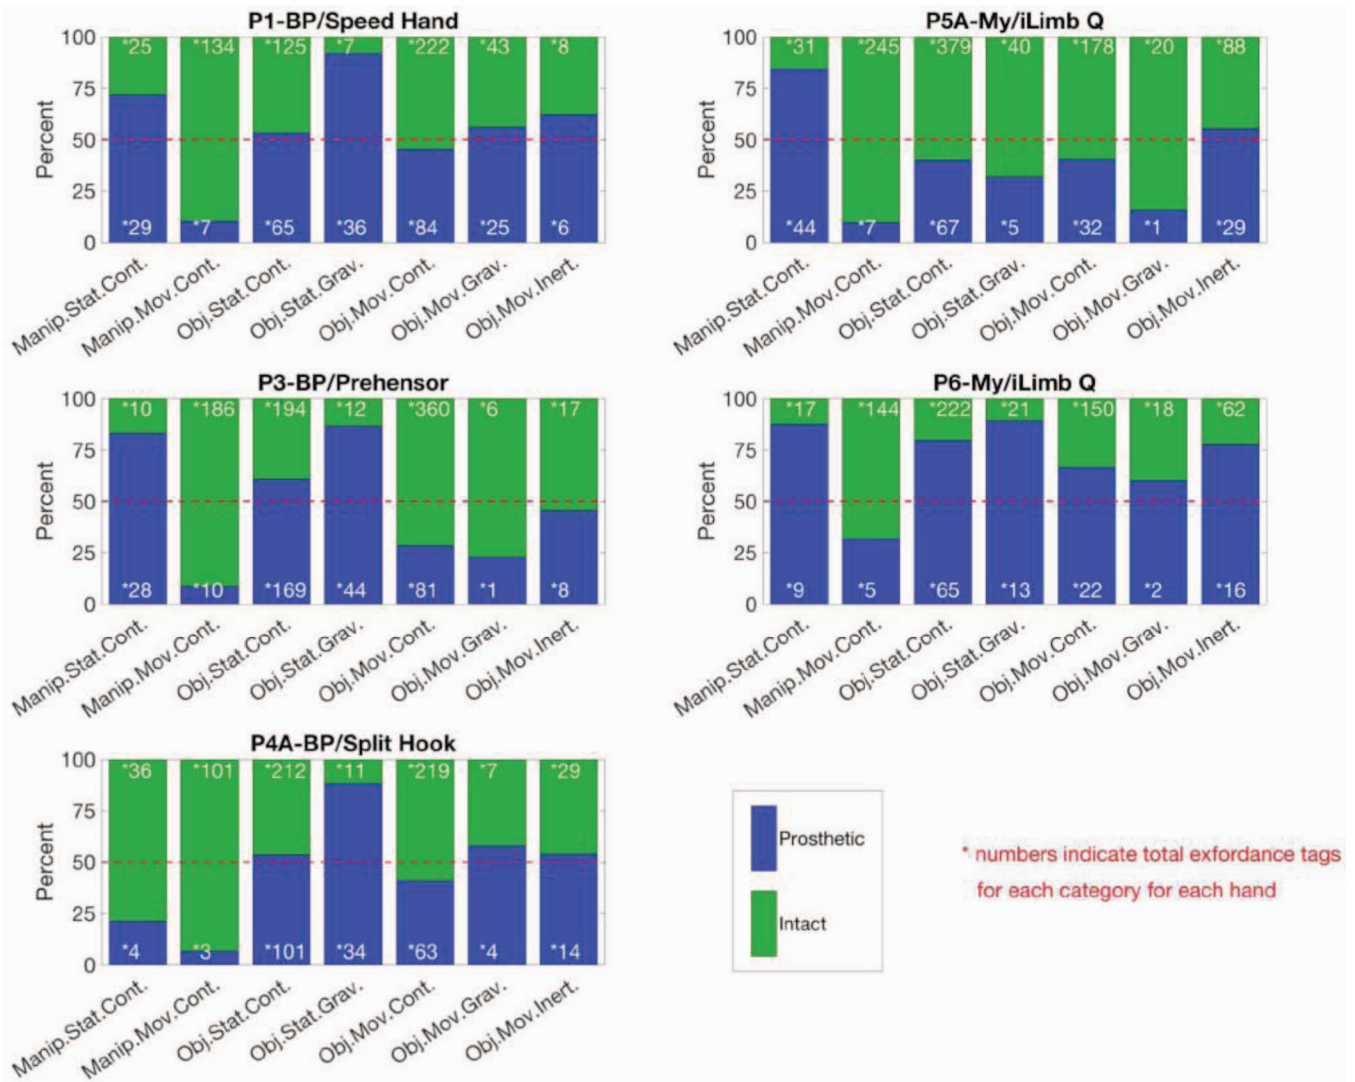 P1-BP/Speed Hand
Percent
100
75
50
25
0
*25 *134 *125 *7 *222 *43 *8
*29 *7 *65 *36 *84 *25 *6
Manip.Stat.Cont.
Manip.Mov.Cont.
Obj.Stat.Cont.
Obj.Stat.Grav.
Obj.Mov.Cont.
Obj.Mov.Grav.
Obj.Mov.Inert.
P5A-My/iLimb Q
Percent
100
75
50
25
0
*31 *245 *379 *40 *178 *20 *88
*44 *7 *67 *5 *32 *1 *29
Manip.Stat.Cont.
Manip.Mov.Cont.
Obj.Stat.Cont.
Obj.Stat.Grav.
Obj.Mov.Cont.
Obj.Mov.Grav.
Obj.Mov.Inert.
P3-BP/Prehensor
Percent
100
75
50
25
0
*10 *186 *194 *12 *360 *6 *17
*28 *10 *169 *44 *81 *1 *8
Manip.Stat.Cont.
Manip.Mov.Cont.
Obj.Stat.Cont.
Obj.Stat.Grav.
Obj.Mov.Cont.
Obj.Mov.Grav.
Obj.Mov.Inert.
P6-My/iLimb Q
Percent
100
75
50
25
0
*17 *144 *222 *21 *150 *18 *62
*9 *5 *65 *13 *22 *2 *16
Manip.Stat.Cont.
Manip.Mov.Cont.
Obj.Stat.Cont.
Obj.Stat.Grav.
Obj.Mov.Cont.
Obj.Mov.Grav.
Obj.Mov.Inert.
P4A-BP/Split Hook
Percent
100
75
50
25
0
*36 *101 *212 *11 *219 *7 *29
*4 *3 *101 *34 *63 *4 *14
Manip.Stat.Cont.
Manip.Mov.Cont.
Obj.Stat.Cont.
Obj.Stat.Grav.
Obj.Mov.Cont.
Obj.Mov.Grav.
Obj.Mov.Inert.
Prosthetic
Intact
* numbers indicate total exfordance tags
for each category for each hand